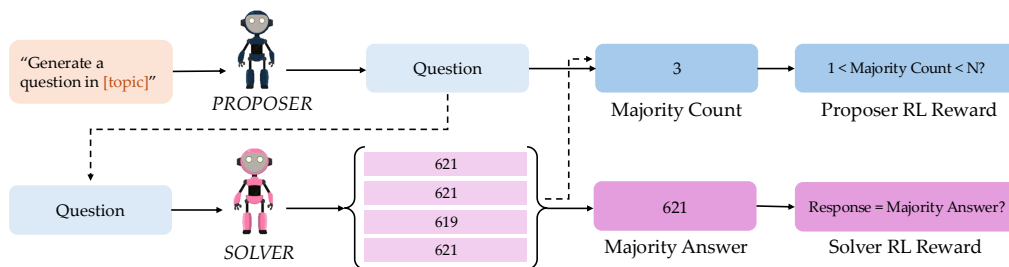 “Generate a
question in [topic]”
PROPOSER
Question
3
Majority Count
1 < Majority Count < N?
Proposer RL Reward
Question
SOLVER
621
621
619
621
621
Majority Answer
Response = Majority Answer?
Solver RL Reward